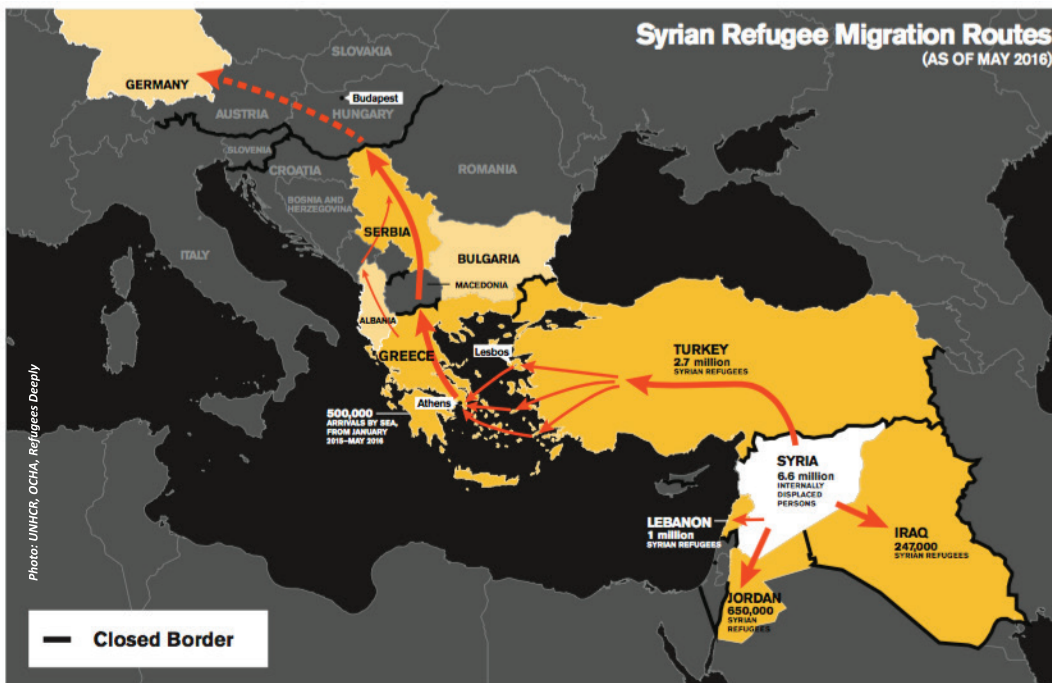 Syrian Refugee Migration Routes
(AS OF MAY 2016)
SLOVAKIA
GERMANY
Budapest
AUSTRIA
HUNGARY
SLOVENIA
CROATIA
ROMANIA
BOSNIA AND
HERZEGOVINA
SERBIA
ITALY
BULGARIA
MACEDONIA
ALBANIA
GREECE
Lesbos
TURKEY
2.7 million
SYRIAN REFUGEES
Athens
500,000
ARRIVALS BY SEA,
FROM JANUARY
2015–MAY 2016
SYRIA
6.6 million
INTERNALLY
DISPLACED
PERSONS
LEBANON
1 million
SYRIAN REFUGEES
IRAQ
247,000
SYRIAN REFUGEES
JORDAN
650,000
SYRIAN
REFUGEES
Photo: UNHCR, OCHA, Refugees Deeply
Closed Border